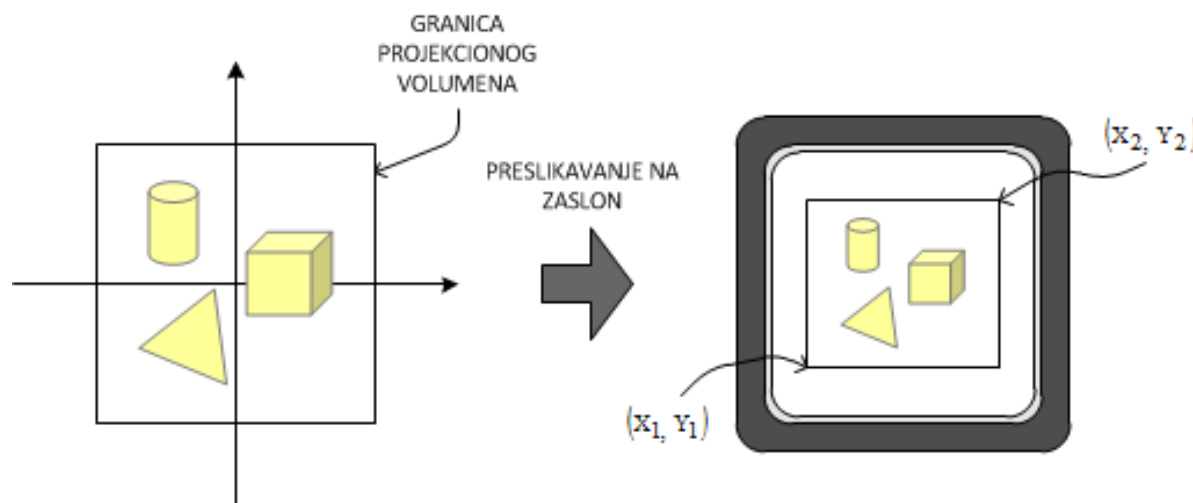 GRANICA
PROJEKCIONOG
VOLUMENA
PRESLIKAVANJE NA
ZASLON
(X₂, Y₂)
(X₁, Y₁)